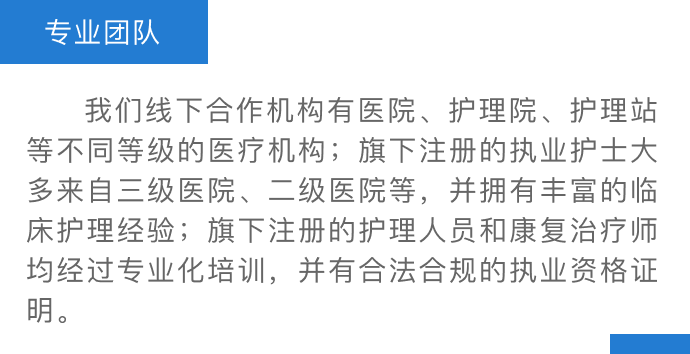 专业团队
我们线下合作机构有医院、护理院、护理站
等不同等级的医疗机构；旗下注册的执业护士大
多来自三级医院、二级医院等，并拥有丰富的临
床护理经验；旗下注册的护理人员和康复治疗师
均经过专业化培训，并有合法合规的执业资格证
明。